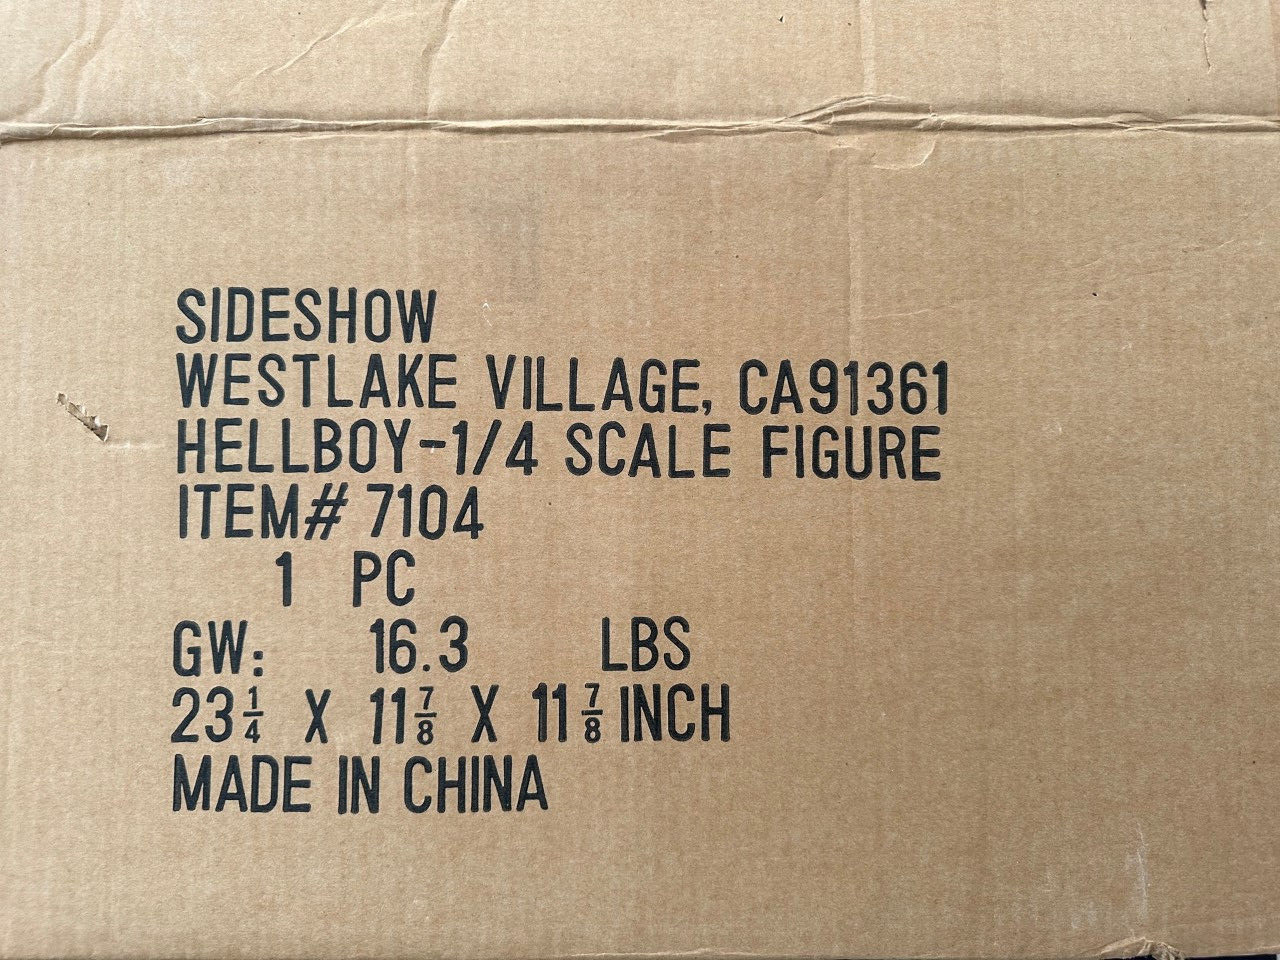 SIDESHOW
WESTLAKE VILLAGE, CA91361
HELLBOY-1/4 SCALE FIGURE
ITEM# 7104
1 PC
GW: 16.3 LBS
23 1/4 X 11 7/8 X 11 7/8 INCH
MADE IN CHINA